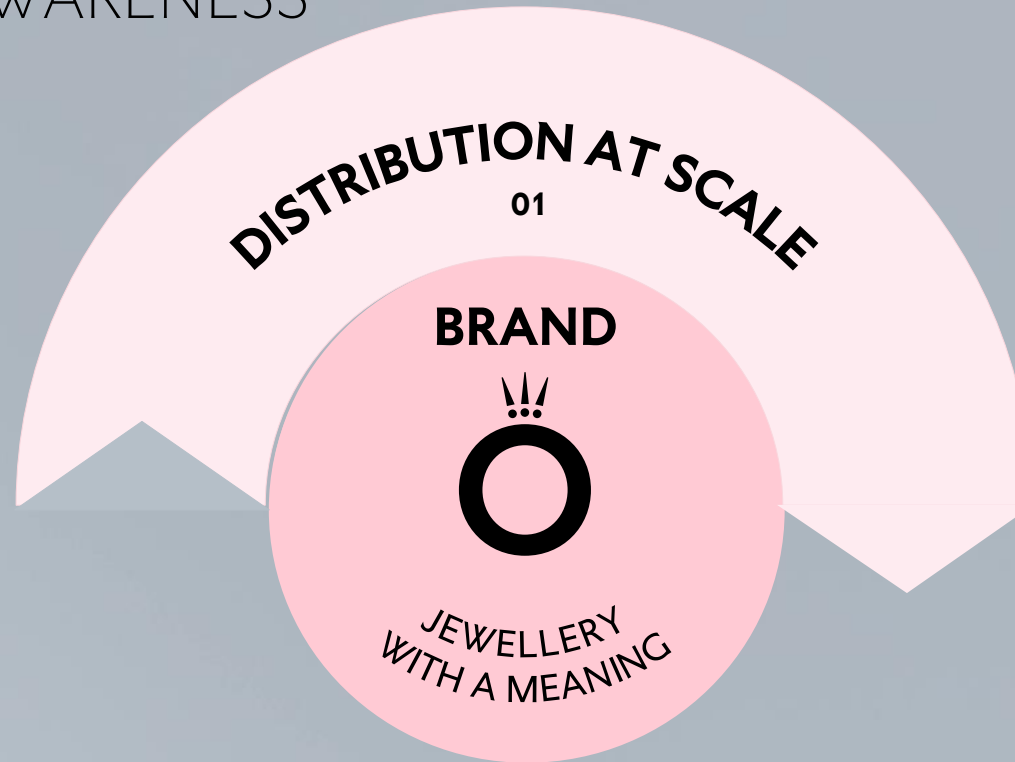 WARENESS
DISTRIBUTION AT SCALE
01
BRAND
JEWELLERY
WITH A MEANING